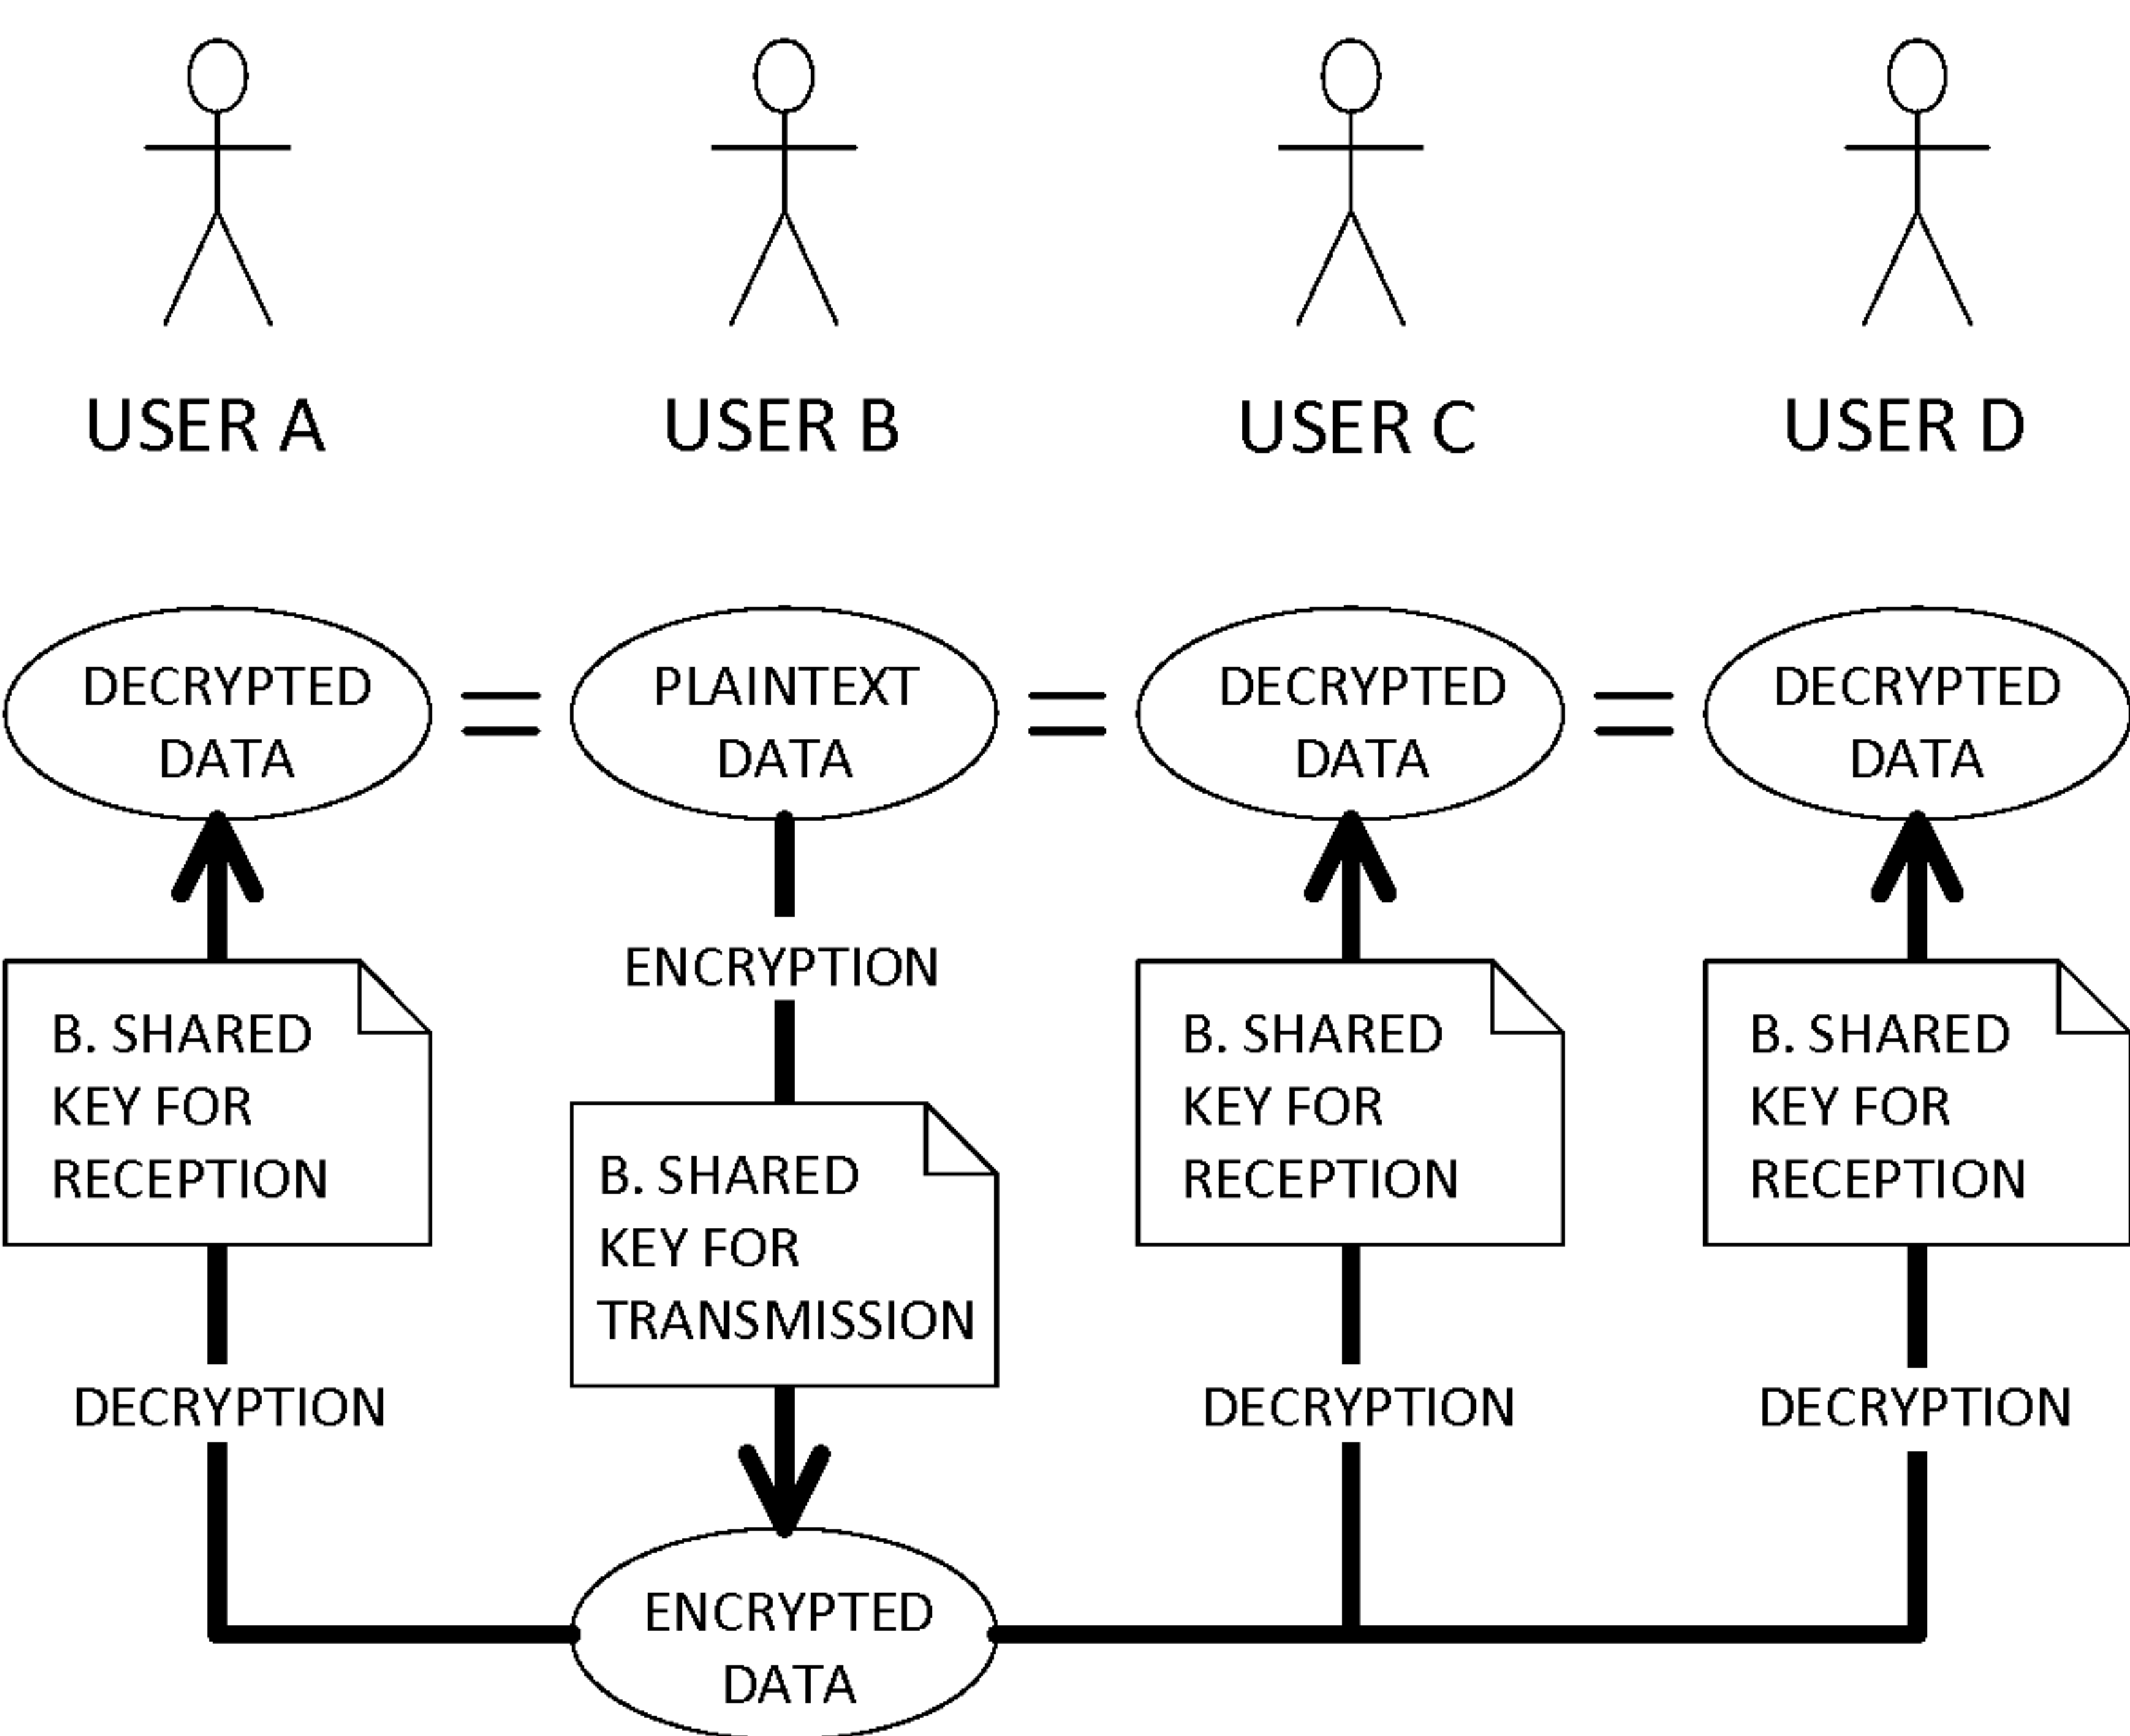 USER A
USER B
USER C
USER D
DECRYPTED
DATA
=
PLAINTEXT
DATA
=
DECRYPTED
DATA
=
DECRYPTED
DATA
B. SHARED
KEY FOR
RECEPTION
DECRYPTION
ENCRYPTION
B. SHARED
KEY FOR
TRANSMISSION
B. SHARED
KEY FOR
RECEPTION
DECRYPTION
B. SHARED
KEY FOR
RECEPTION
DECRYPTION
ENCRYPTED
DATA